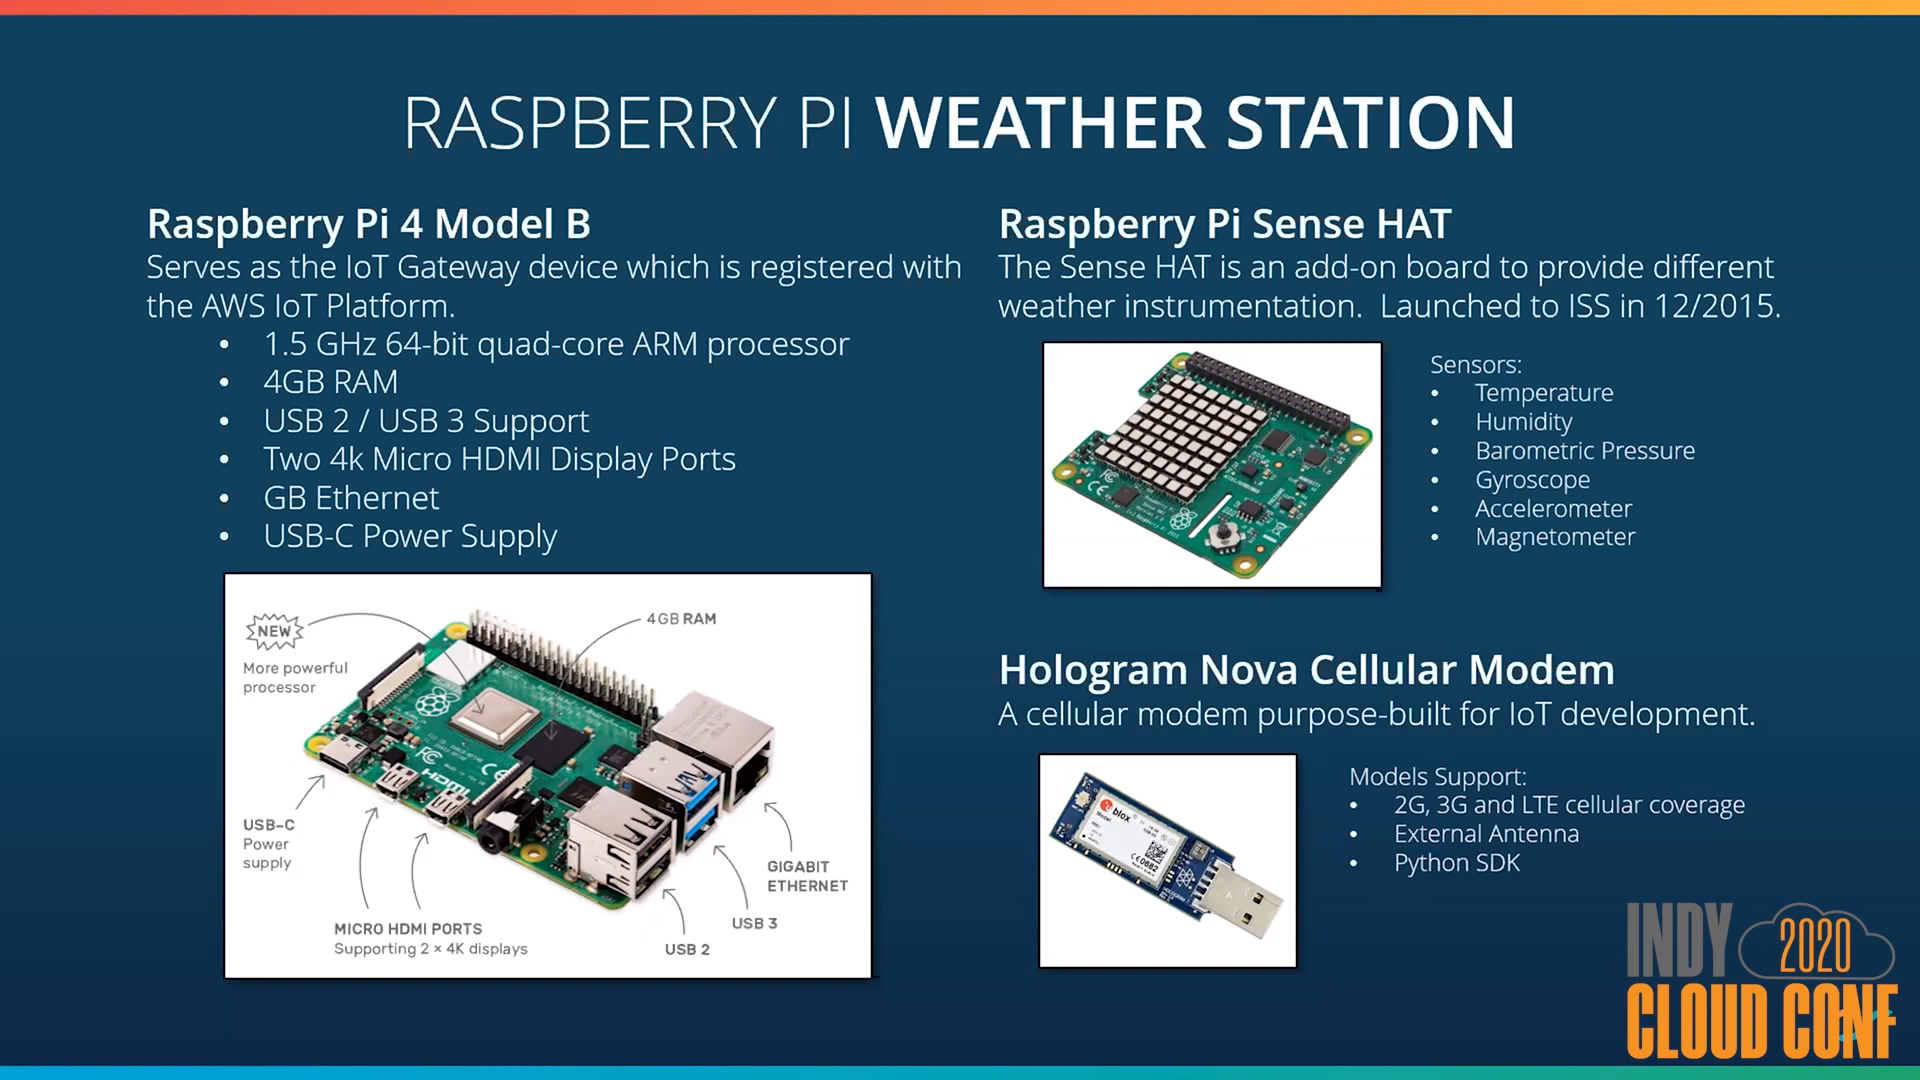 RASPBERRY PI WEATHER STATION
Raspberry Pi 4 Model B
Serves as the IoT Gateway device which is registered with
the AWS IoT Platform.
• 1.5 GHz 64-bit quad-core ARM processor
• 4GB RAM
• USB 2 / USB 3 Support
• Two 4k Micro HDMI Display Ports
• GB Ethernet
• USB-C Power Supply
NEW
More powerful
processor
4GB RAM
HDMI
FC
CE
USB-C
Power
supply
MICRO HDMI PORTS
Supporting 2 × 4K displays
USB 2
USB 3
GIGABIT
ETHERNET
Raspberry Pi Sense HAT
The Sense HAT is an add-on board to provide different
weather instrumentation. Launched to ISS in 12/2015.
Sensors:
• Temperature
• Humidity
• Barometric Pressure
• Gyroscope
• Accelerometer
• Magnetometer
Hologram Nova Cellular Modem
A cellular modem purpose-built for IoT development.
blox
Model
CE0682
Models Support:
• 2G, 3G and LTE cellular coverage
• External Antenna
• Python SDK
INDY 2020
CLOUD CONF